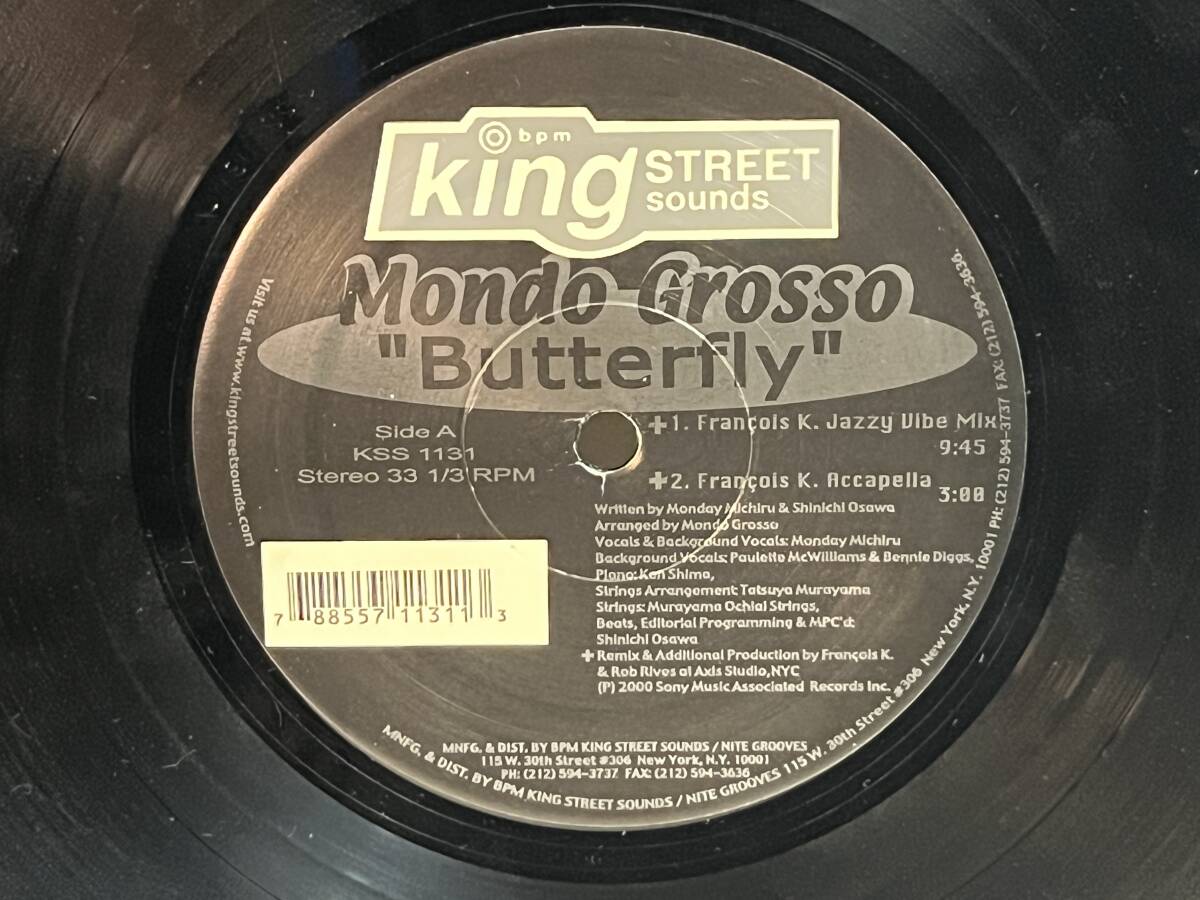 bpm
king STREET
sounds
Mondo Grosso
"Butterfly"
Side A
KSS 1131
Stereo 33 1/3 RPM
+1. François K. Jazzy Vibe Mix
9:45
+2. François K. Accapella
3:00
Written by Monday Michiru & Shinichi Osawa
Arranged by Mondo Grosso
Vocals & Background Vocals: Monday Michiru
Background Vocals: Paulette McWilliams & Bennie Diggs,
Piano: Ken Shima,
Strings Arrangement: Tatsuya Murayama
Strings: Murayama Ochiai Strings,
Beats, Editorial Programming & MPC'd:
Shinichi Osawa
+Remix & Additional Production by François K.
& Rob Rives at Axis Studio, NYC
(P) 2000 Sony Music Associated Records Inc.
7 88557 11311 3
Visit us at www.kingstreetsounds.com
MNFG. & DIST. BY BPM KING STREET SOUNDS / NITE GROOVES
115 W. 30th Street #306 New York, N.Y. 10001
PH: (212) 594-3737 FAX: (212) 594-3636
MNFG. & DIST. BY BPM KING STREET SOUNDS / NITE GROOVES 115 W. 30th Street #306 New York, N.Y. 10001 PH: (212) 594-3737 FAX: (212) 594-3636.